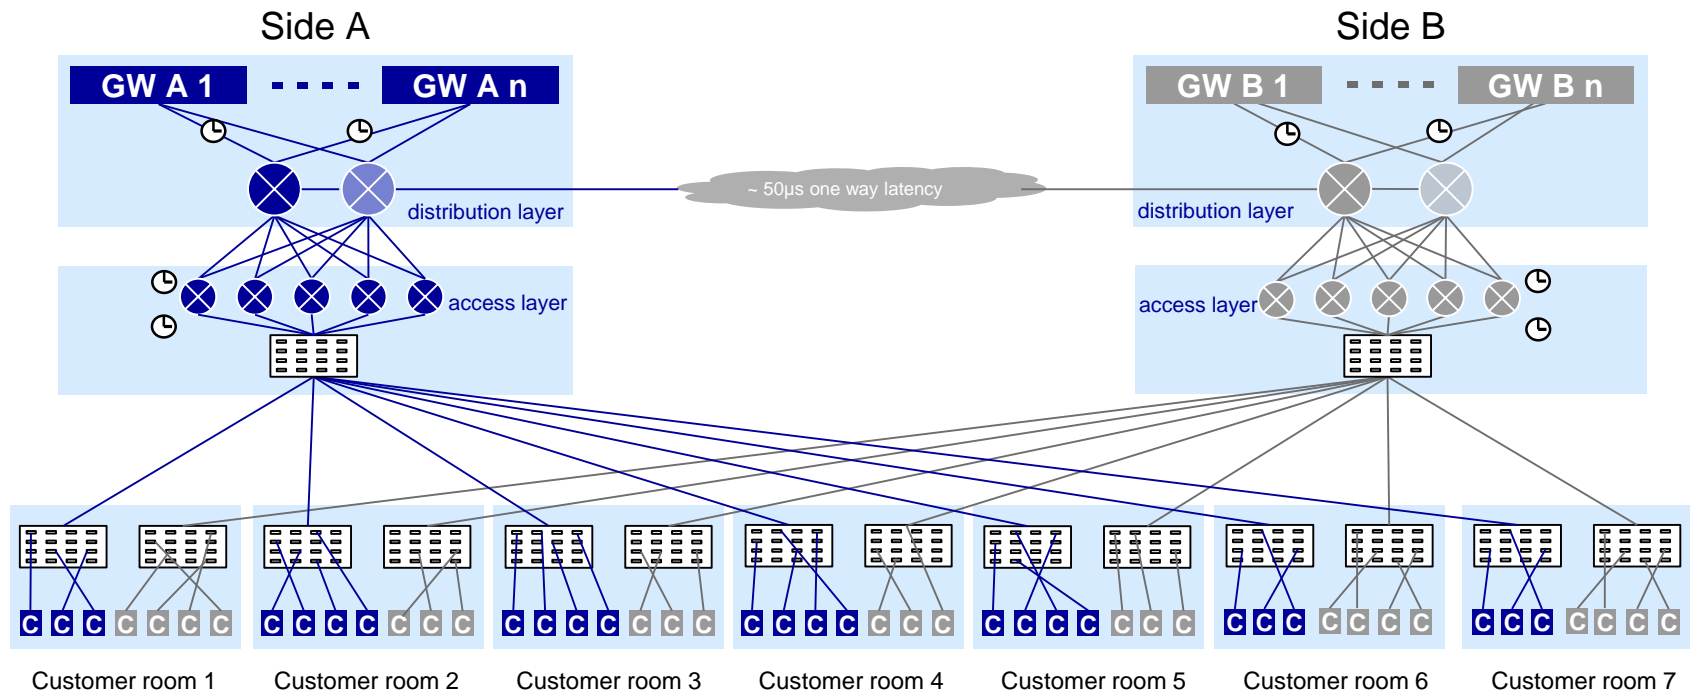 Side A
Side B
GW A 1
GW A n
GW B 1
GW B n
~ 50µs one way latency
distribution layer
distribution layer
access layer
access layer
C C C C C C C
C C C C C C C
C C C C C C C
C C C C C C C
C C C C C C C
C C C C C C C
C C C C C C C
Customer room 1
Customer room 2
Customer room 3
Customer room 4
Customer room 5
Customer room 6
Customer room 7